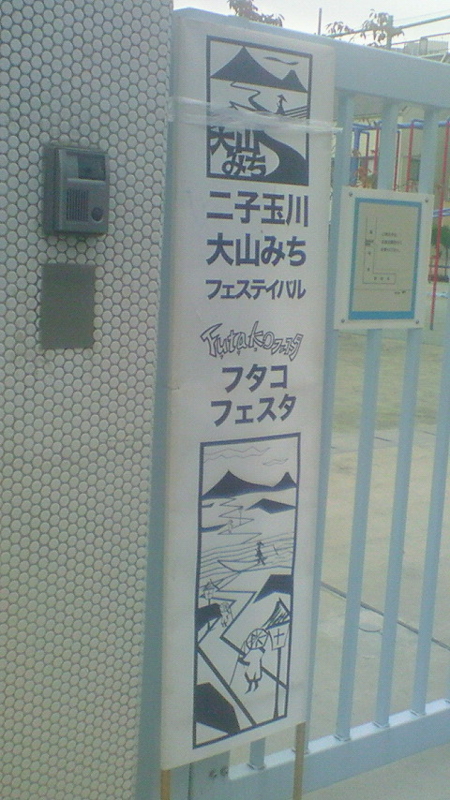 大山
みち
二子玉川
大山みち
フェスティバル
Futakoフェスタ
フタコ
フェスタ